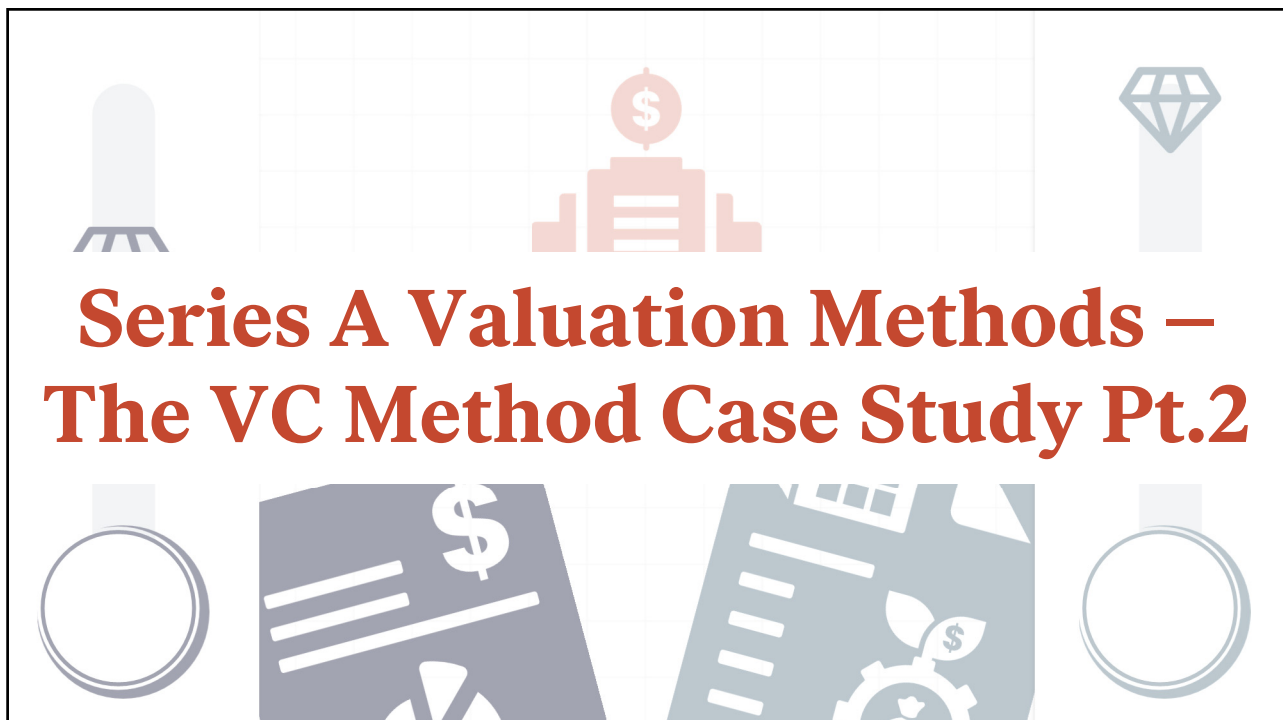 $
Series A Valuation Methods –
The VC Method Case Study Pt.2
$
$